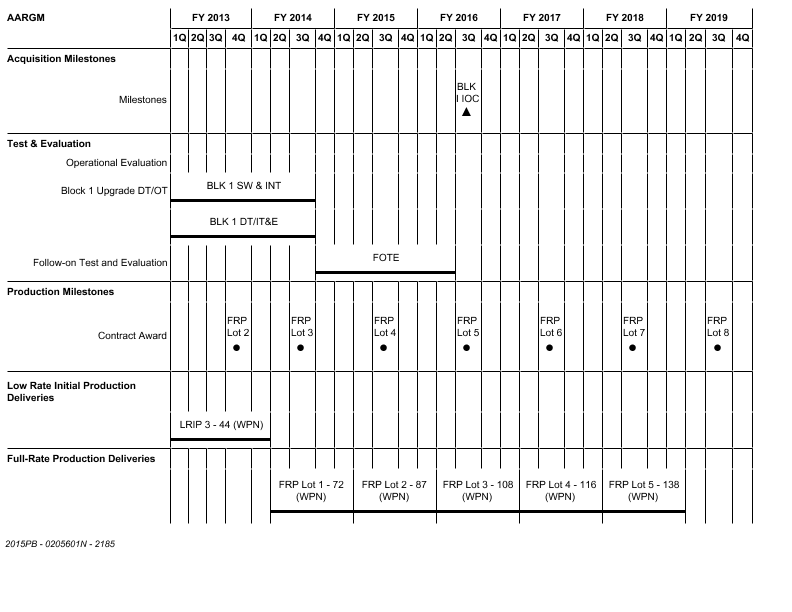 AARGM FY 2013 FY 2014 FY 2015 FY 2016 FY 2017 FY 2018 FY 2019
1Q 2Q 3Q 4Q 1Q 2Q 3Q 4Q 1Q 2Q 3Q 4Q 1Q 2Q 3Q 4Q 1Q 2Q 3Q 4Q 1Q 2Q 3Q 4Q 1Q 2Q 3Q 4Q
Acquisition Milestones
BLK
Milestones I IOC
Test & Evaluation
Operational Evaluation
Block 1 Upgrade DT/OT BLK 1 SW & INT
BLK 1 DT/IT&E
Follow-on Test and Evaluation FOTE
Production Milestones
FRP FRP FRP FRP FRP FRP FRP
Contract Award Lot 2 Lot 3 Lot 4 Lot 5 Lot 6 Lot 7 Lot 8
Low Rate Initial Production
Deliveries
LRIP 3 - 44 (WPN)
Full-Rate Production Deliveries
FRP Lot 1 - 72 FRP Lot 2 - 87 FRP Lot 3 - 108 FRP Lot 4 - 116 FRP Lot 5 - 138
(WPN) (WPN) (WPN) (WPN) (WPN)
2015PB - 0205601N - 2185